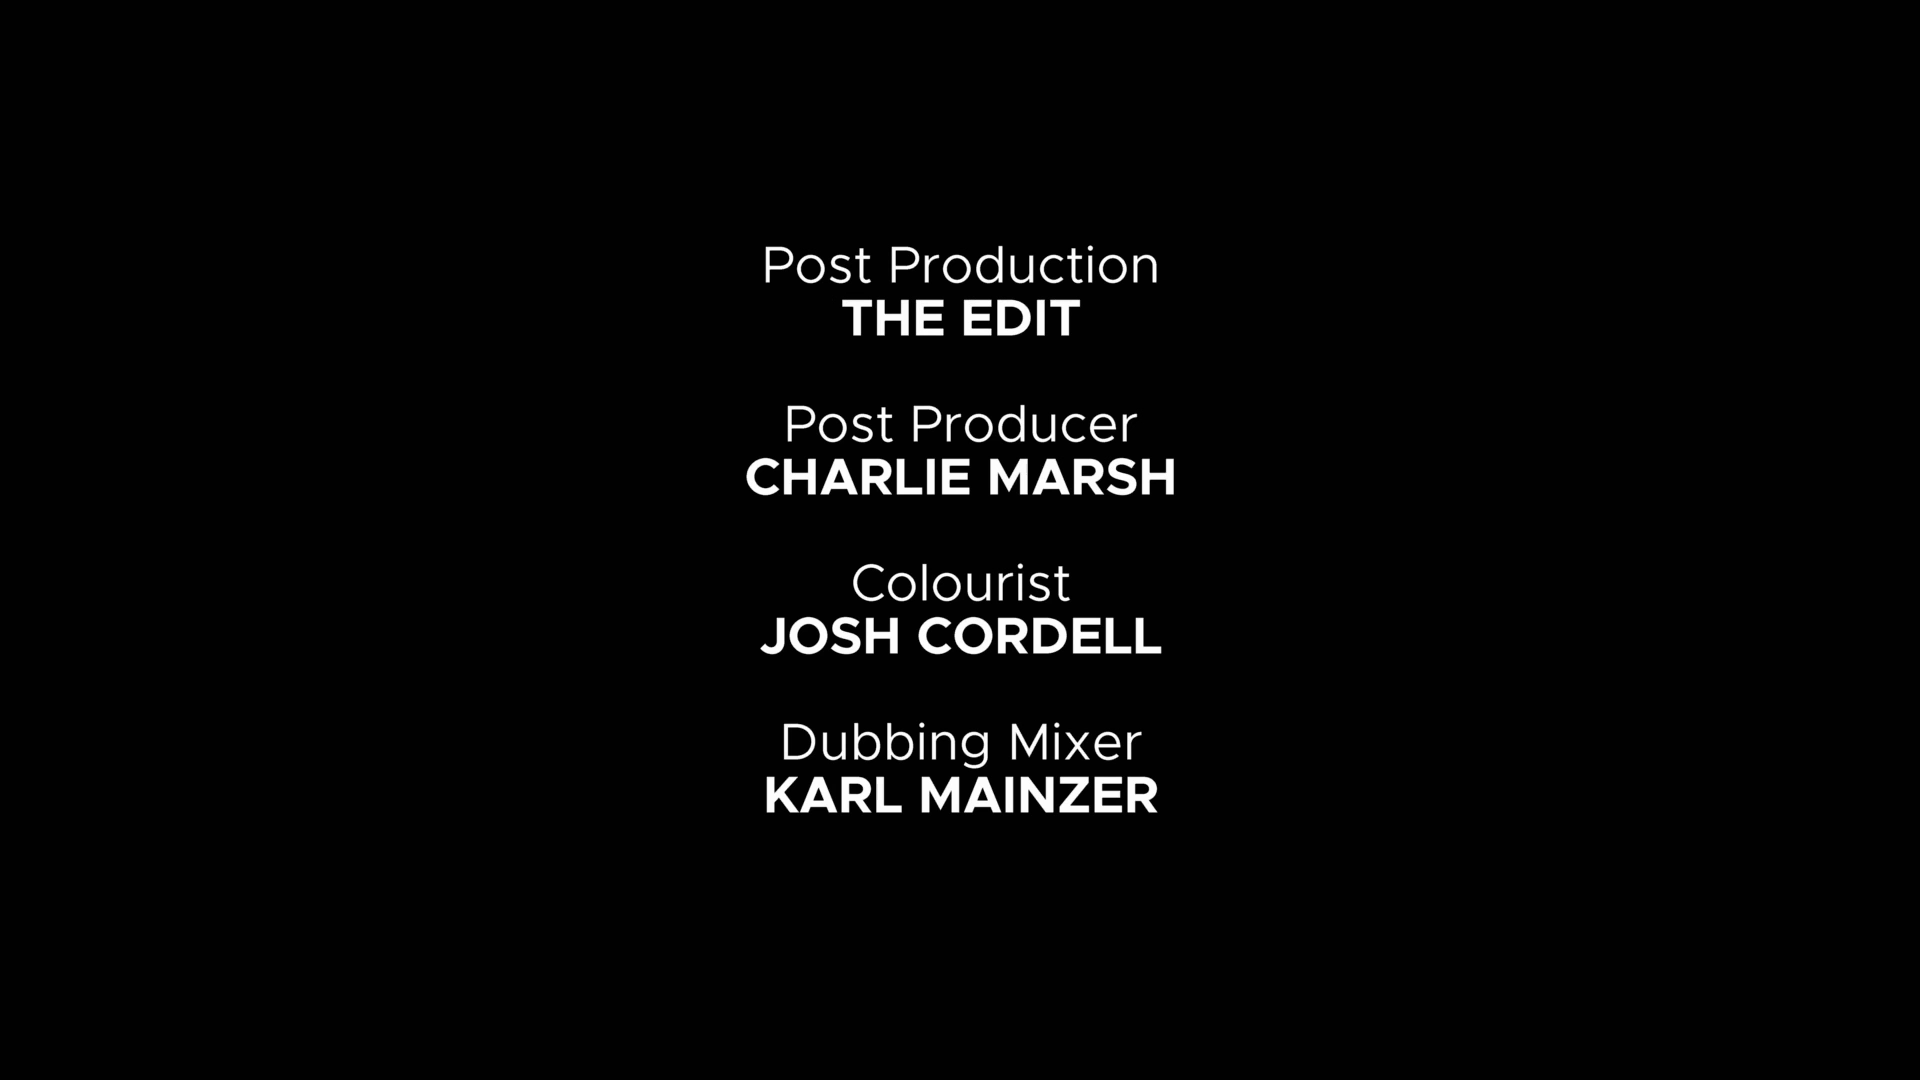 Post Production
THE EDIT
Post Producer
CHARLIE MARSH
Colourist
JOSH CORDELL
Dubbing Mixer
KARL MAINZER